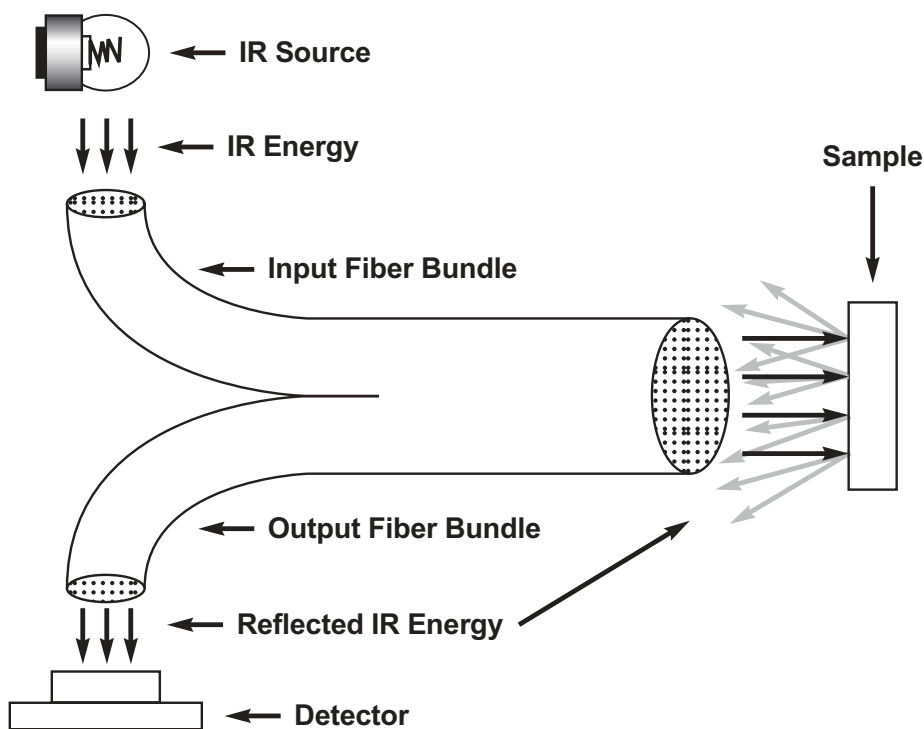 IR Source
IR Energy
Sample
Input Fiber Bundle
Output Fiber Bundle
Reflected IR Energy
Detector